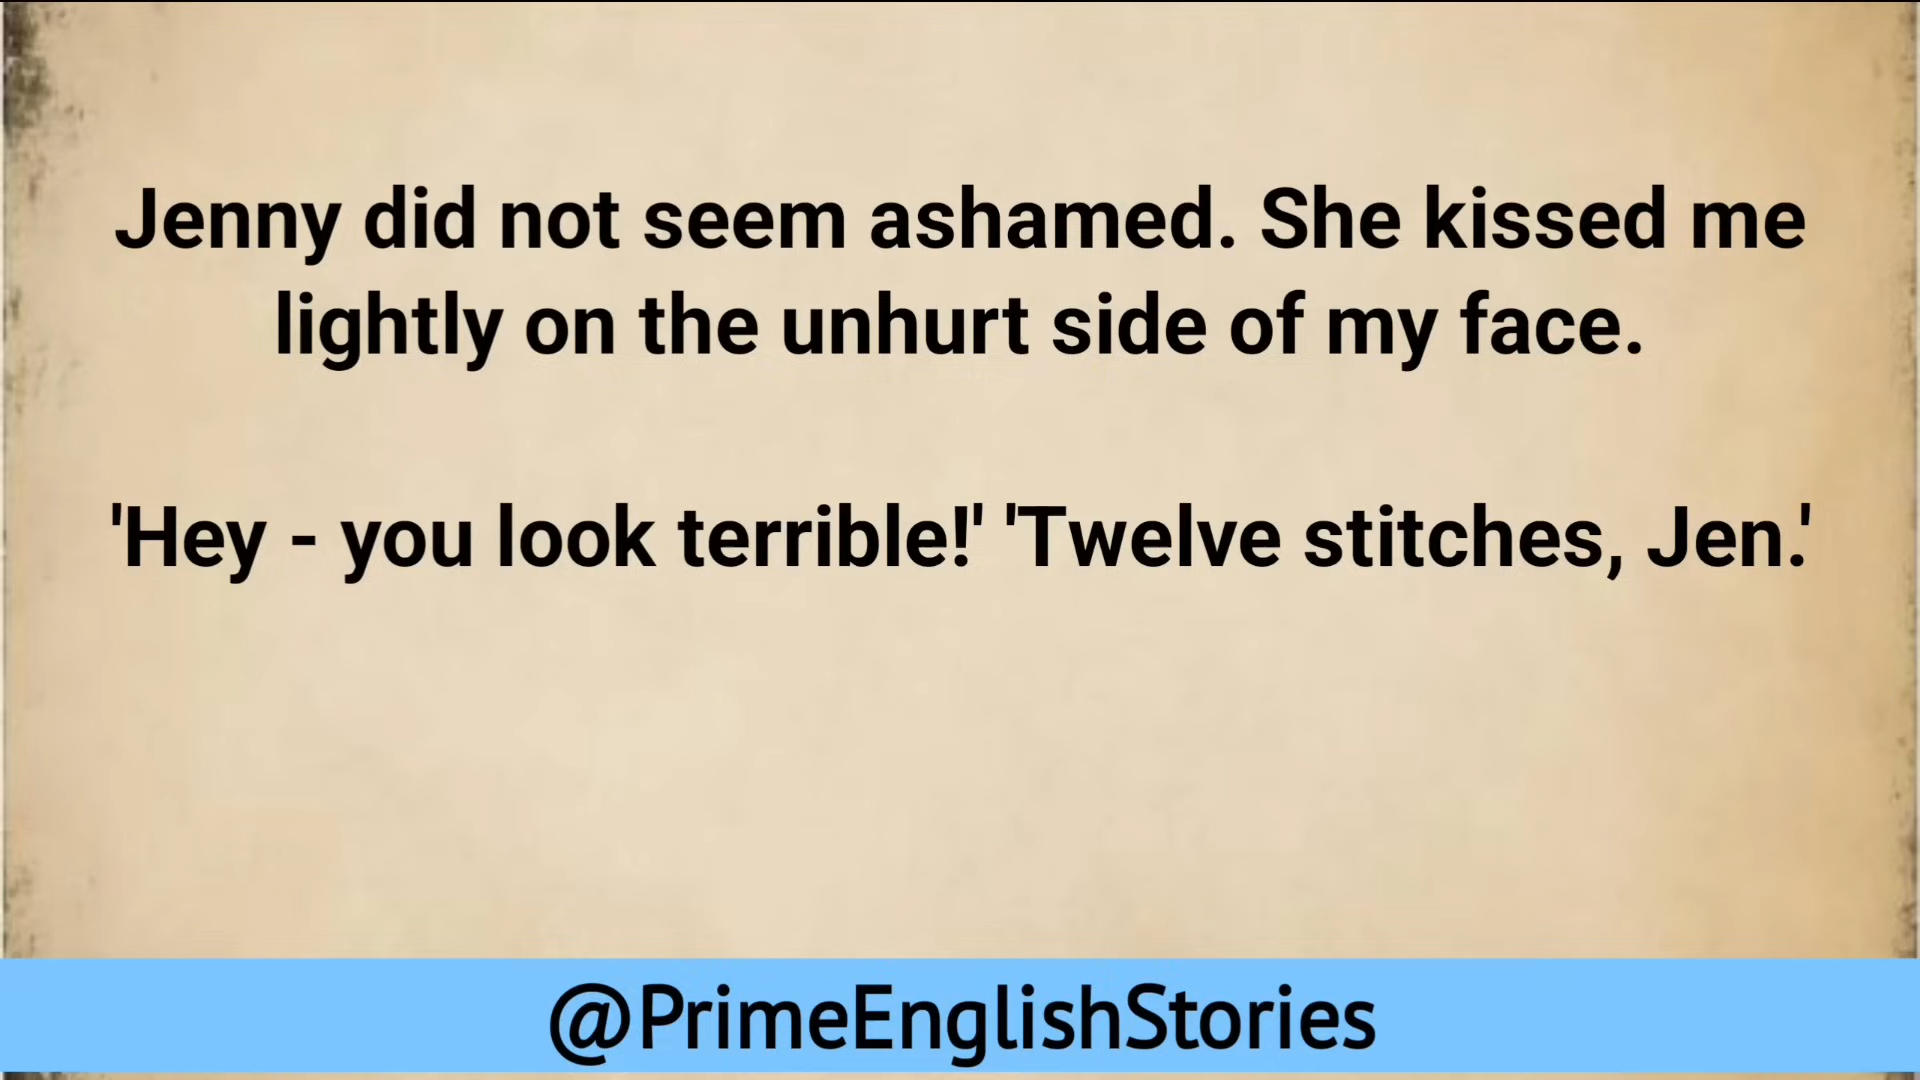 Jenny did not seem ashamed. She kissed me
lightly on the unhurt side of my face.
'Hey - you look terrible!' 'Twelve stitches, Jen.'
@PrimeEnglishStories